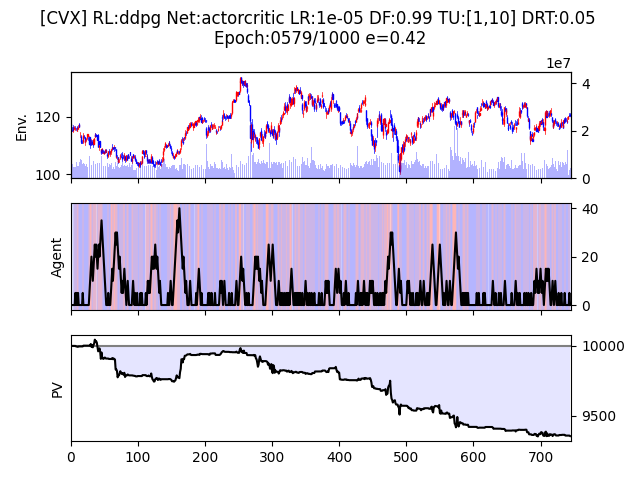 [CVX] RL:ddpg Net:actorcritic LR:1e-05 DF:0.99 TU:[1,10] DRT:0.05
Epoch:0579/1000 e=0.42
1e7
Env.
120
100
4
2
0
Agent
40
20
0
PV
10000
9500
0 100 200 300 400 500 600 700